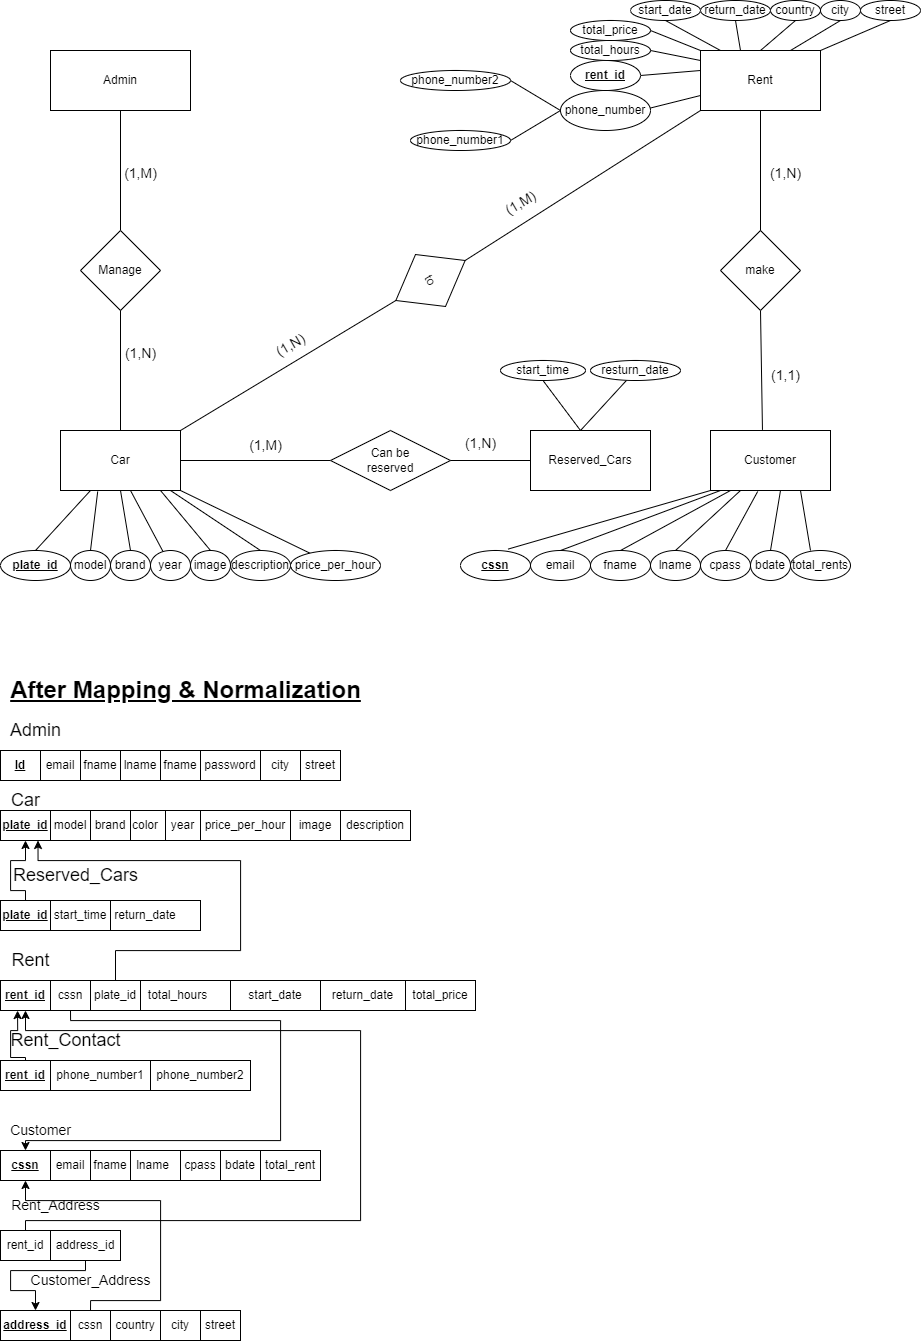 start_date return_date country city street
total_price
total_hours
rent_id
phone_number
phone_number2
phone_number1
Admin
Rent
(1,M)
(1,N)
(1,M)
Manage
to
make
(1,N)
(1,N)
(1,1)
start_time resturn_date
Car
(1,M)
Can be
reserved
(1,N)
Reserved_Cars
Customer
plate_id model brand year image description price_per_hour
cssn email fname lname cpass bdate total_rents
After Mapping & Normalization
Admin
Id email fname lname fname password city street
Car
plate_id model brand color year price_per_hour image description
Reserved_Cars
plate_id start_time return_date
Rent
rent_id cssn plate_id total_hours start_date return_date total_price
Rent_Contact
rent_id phone_number1 phone_number2
Customer
cssn email fname lname cpass bdate total_rent
Rent_Address
rent_id address_id
Customer_Address
address_id cssn country city street